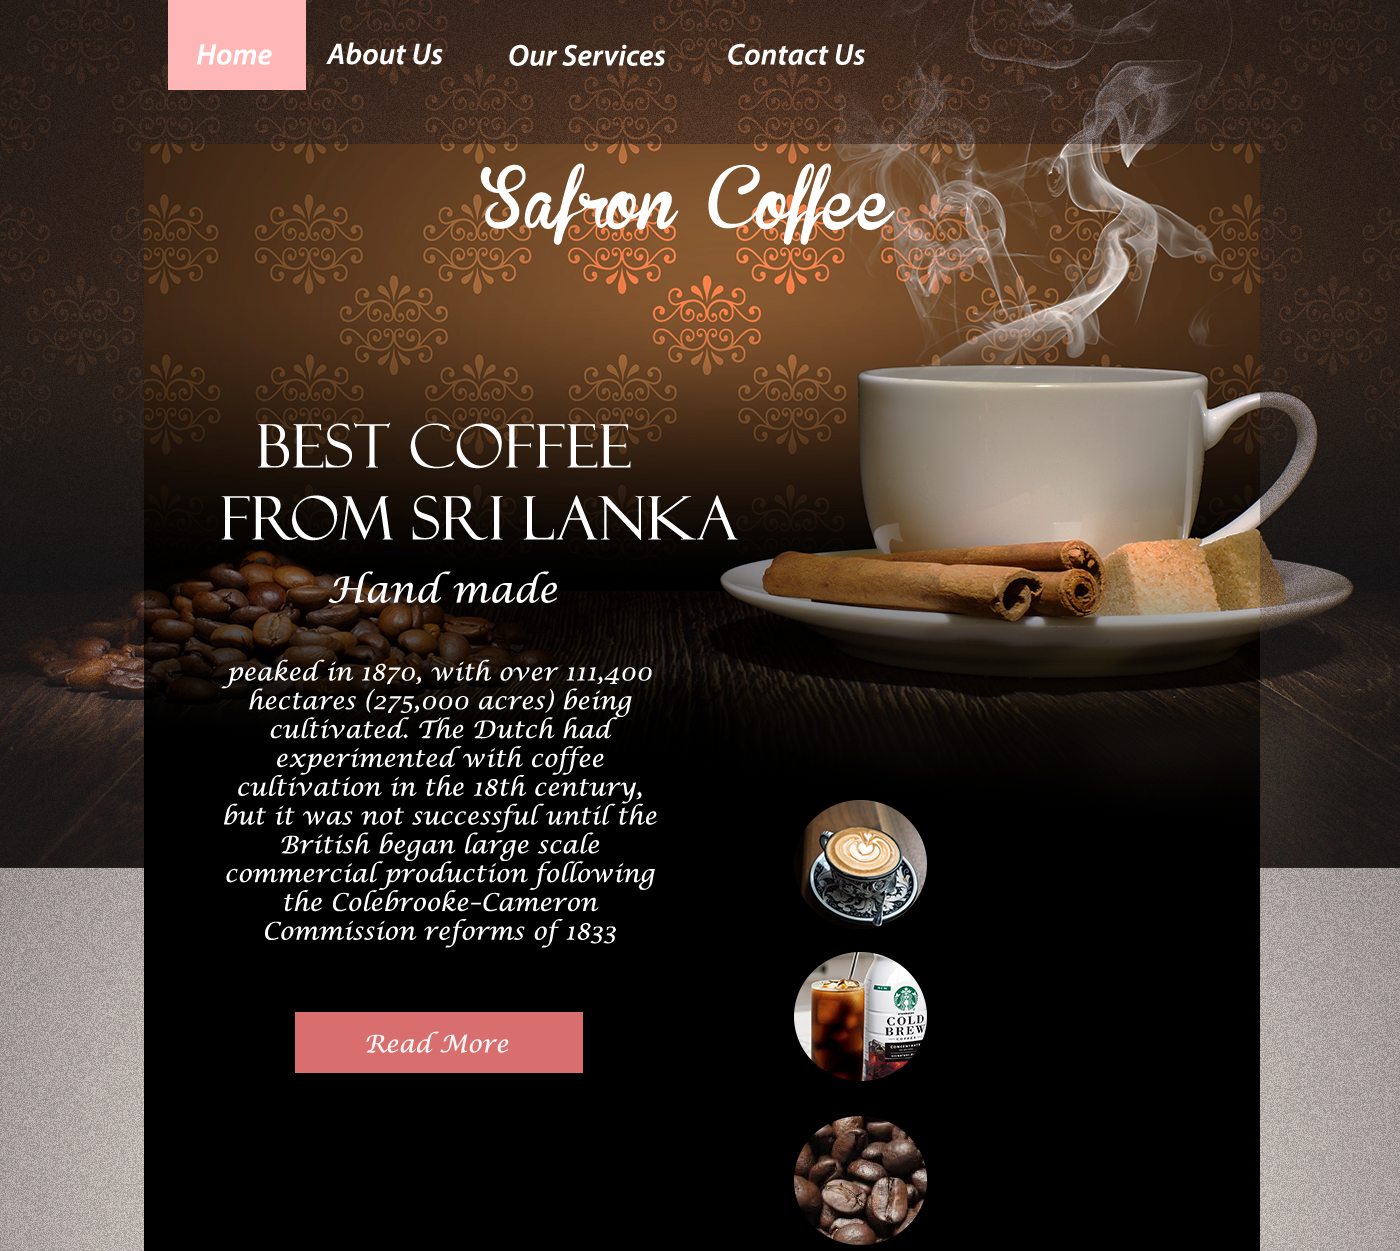 Home About Us Our Services Contact Us
Safron Coffee
BEST COFFEE
FROM SRI LANKA
Hand made
peaked in 1870, with over 111,400
hectares (275,000 acres) being
cultivated. The Dutch had
experimented with coffee
cultivation in the 18th century,
but it was not successful until the
British began large scale
commercial production following
the Colebrooke–Cameron
Commission reforms of 1833
Read More
NEW
COLD
BREW
COFFEE
CONCENTRATE